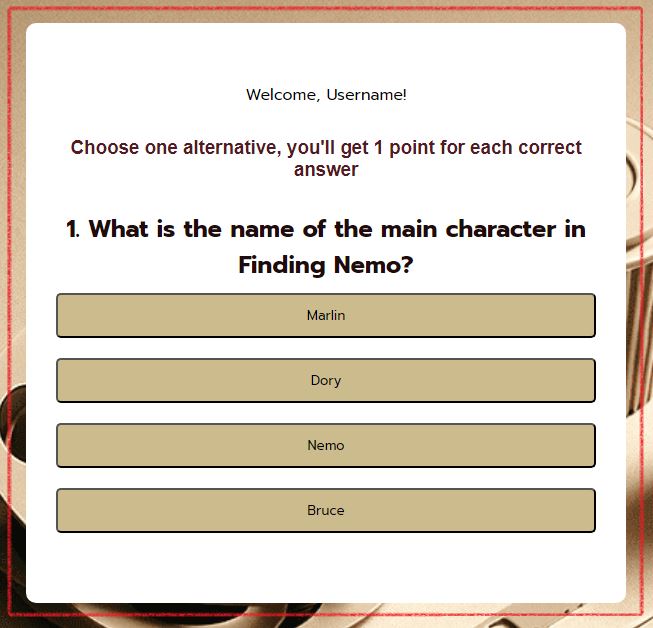 Welcome, Username!
Choose one alternative, you'll get 1 point for each correct
answer
1. What is the name of the main character in
Finding Nemo?
Marlin
Dory
Nemo
Bruce